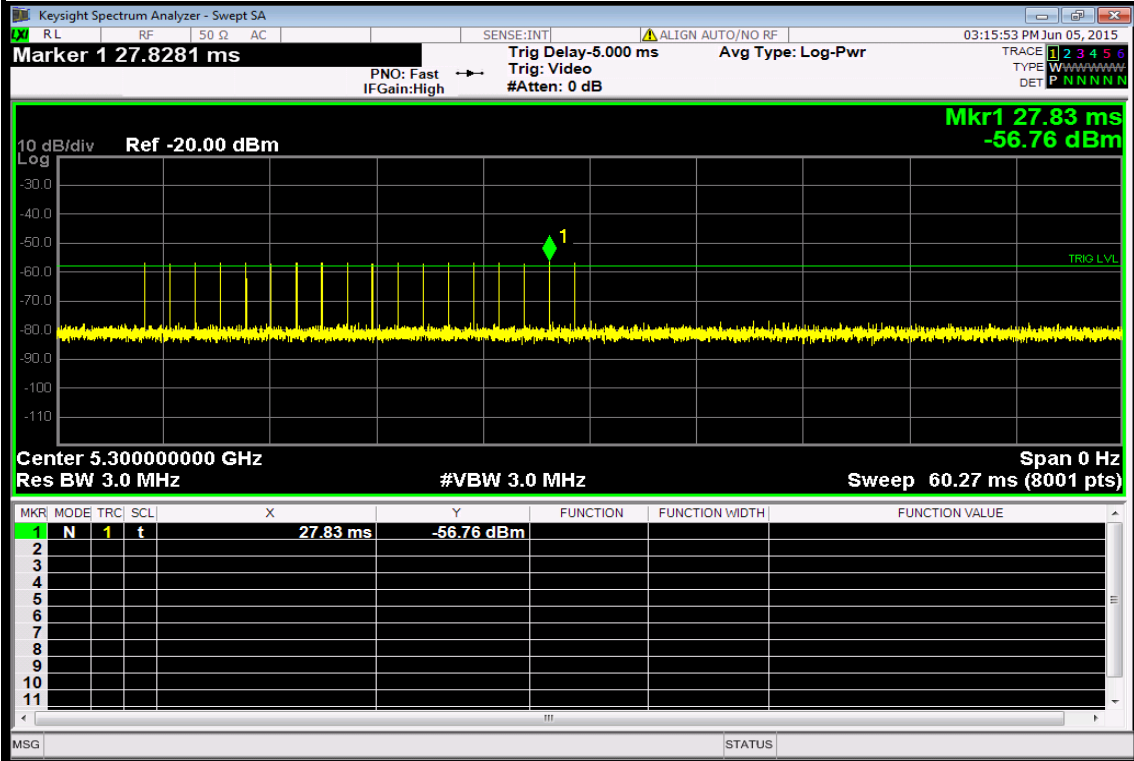 Keysight Spectrum Analyzer - Swept SA
LXI RL RF 50 Ω AC SENSE:INT ALIGN AUTO/NO RF 03:15:53 PM Jun 05, 2015
Marker 1 27.8281 ms
PNO: Fast
IFGain:High
Trig Delay-5.000 ms
Trig: Video
#Atten: 0 dB
Avg Type: Log-Pwr
TRACE 1 2 3 4 5 6
TYPE WWWWWW
DET P N N N N N
Mkr1 27.83 ms
-56.76 dBm
10 dB/div Ref -20.00 dBm
Log
-30.0
-40.0
-50.0
1
TRIG LVL
-60.0
-70.0
-80.0
-90.0
-100
-110
Center 5.300000000 GHz Span 0 Hz
Res BW 3.0 MHz #VBW 3.0 MHz Sweep 60.27 ms (8001 pts)
MKR MODE TRC SCL X Y FUNCTION FUNCTION WIDTH FUNCTION VALUE
1 N 1 t 27.83 ms -56.76 dBm
2
3
4
5
6
7
8
9
10
11
MSG STATUS